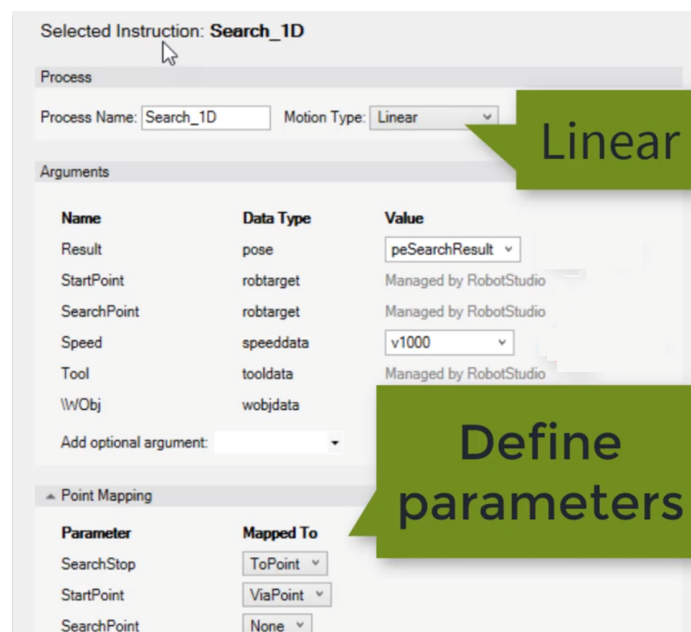 Selected Instruction: Search_1D
Process
Process Name: Search_1D Motion Type: Linear
Linear
Arguments
Name Data Type Value
Result pose peSearchResult
StartPoint robtarget Managed by RobotStudio
SearchPoint robtarget Managed by RobotStudio
Speed speeddata v1000
Tool tooldata Managed by RobotStudio
\WObj wobjdata
Add optional argument:
Define
parameters
Point Mapping
Parameter Mapped To
SearchStop ToPoint
StartPoint ViaPoint
SearchPoint None